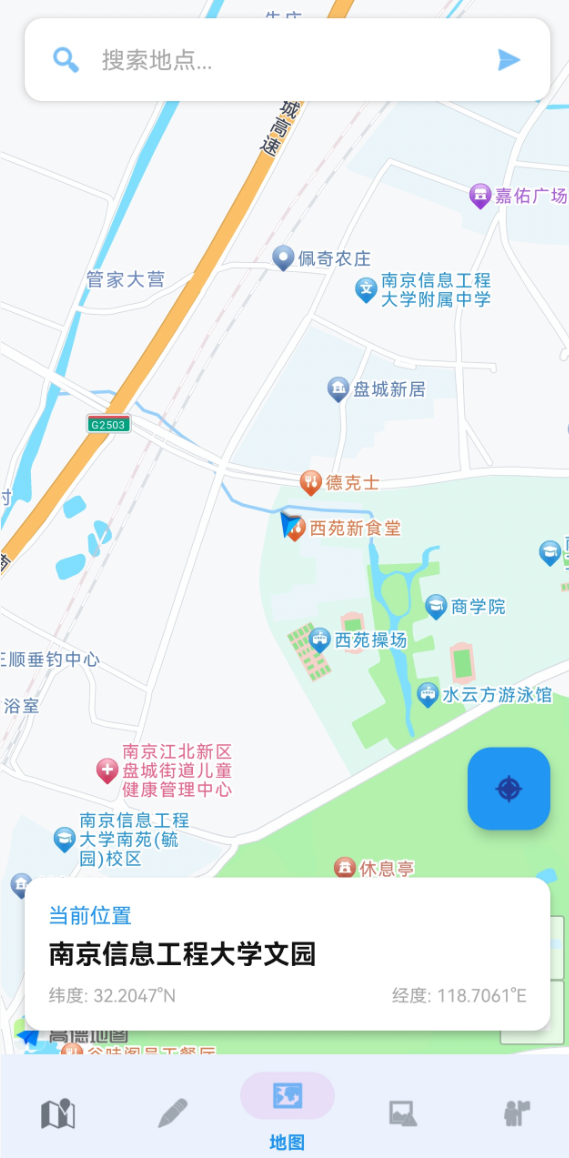 搜索地点...
城高速
嘉佑广场
佩奇农庄
管家大营
南京信息工程
大学附属中学
盘城新居
G2503
德克士
西苑新食堂
商学院
西苑操场
顺垂钓中心
水云方游泳馆
浴室
南京江北新区
盘城街道儿童
健康管理中心
南京信息工程
大学南苑(毓
园)校区
休息亭
当前位置
南京信息工程大学文园
纬度: 32.2047°N
经度: 118.7061°E
高德地图
地图